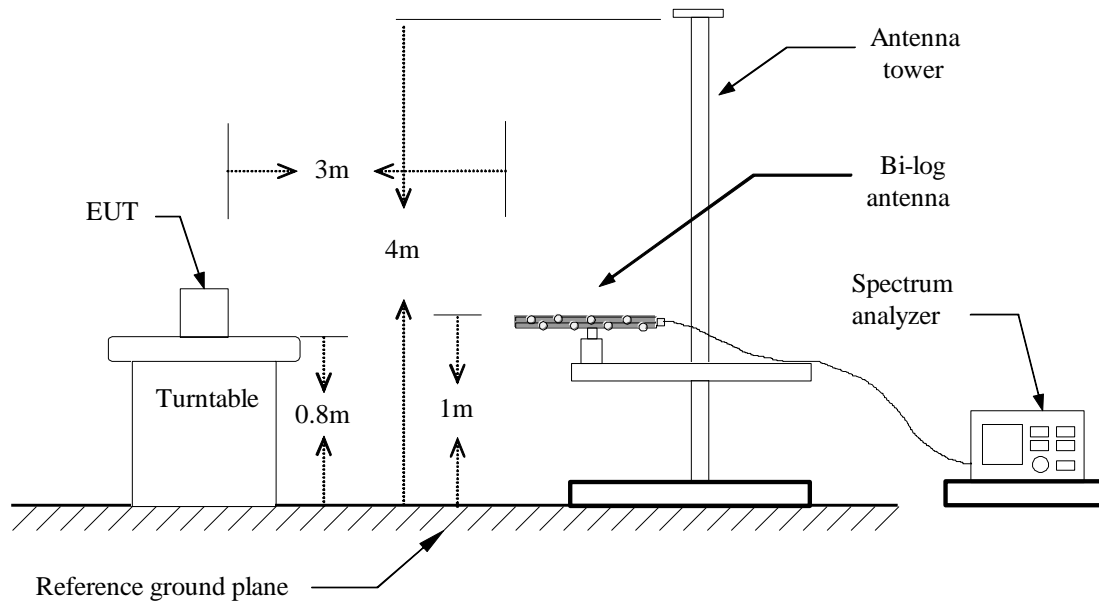 Antenna
tower
3m
Bi-log
antenna
EUT
4m
Spectrum
analyzer
Turntable
0.8m
1m
Reference ground plane